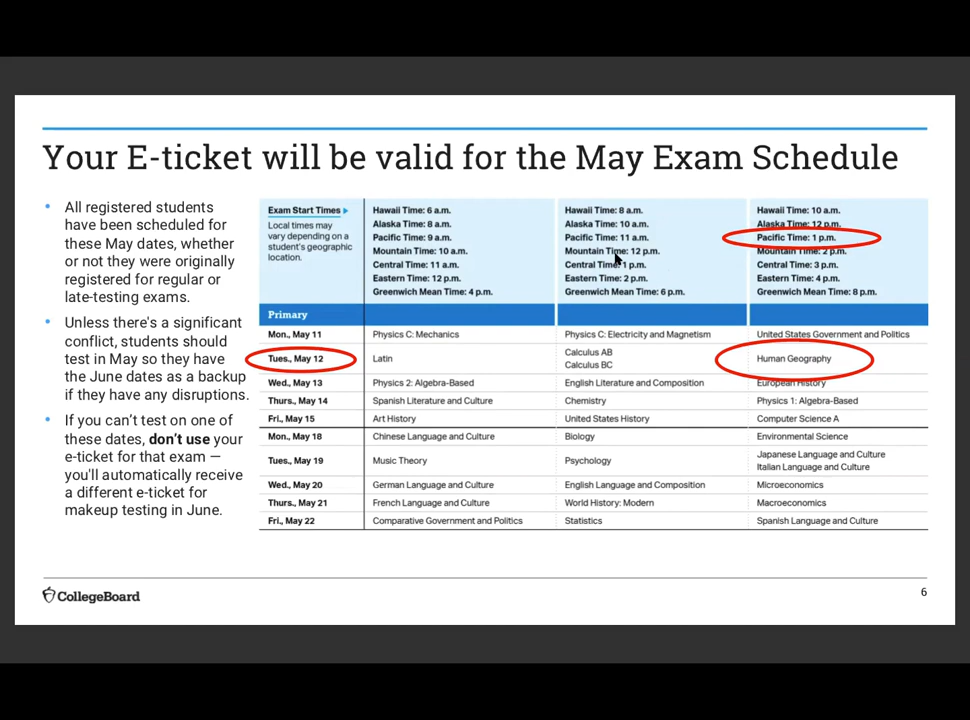 Your E-ticket will be valid for the May Exam Schedule
• All registered students
have been scheduled for
these May dates, whether
or not they were originally
registered for regular or
late-testing exams.
• Unless there's a significant
conflict, students should
test in May so they have
the June dates as a backup
if they have any disruptions.
• If you can't test on one of
these dates, don't use your
e-ticket for that exam —
you'll automatically receive
a different e-ticket for
makeup testing in June.
Exam Start Times ▶
Local times may
vary depending on a
student's geographic
location.
Hawaii Time: 6 a.m.
Alaska Time: 8 a.m.
Pacific Time: 9 a.m.
Mountain Time: 10 a.m.
Central Time: 11 a.m.
Eastern Time: 12 p.m.
Greenwich Mean Time: 4 p.m.
Hawaii Time: 8 a.m.
Alaska Time: 10 a.m.
Pacific Time: 11 a.m.
Mountain Time: 12 p.m.
Central Time: 1 p.m.
Eastern Time: 2 p.m.
Greenwich Mean Time: 6 p.m.
Hawaii Time: 10 a.m.
Alaska Time: 12 p.m.
Pacific Time: 1 p.m.
Mountain Time: 2 p.m.
Central Time: 3 p.m.
Eastern Time: 4 p.m.
Greenwich Mean Time: 8 p.m.
Primary
Mon., May 11 Physics C: Mechanics Physics C: Electricity and Magnetism United States Government and Politics
Tues., May 12 Latin Calculus AB Human Geography
Calculus BC
Wed., May 13 Physics 2: Algebra-Based English Literature and Composition European History
Thurs., May 14 Spanish Literature and Culture Chemistry Physics 1: Algebra-Based
Fri., May 15 Art History United States History Computer Science A
Mon., May 18 Chinese Language and Culture Biology Environmental Science
Tues., May 19 Music Theory Psychology Japanese Language and Culture
Italian Language and Culture
Wed., May 20 German Language and Culture English Language and Composition Microeconomics
Thurs., May 21 French Language and Culture World History: Modern Macroeconomics
Fri., May 22 Comparative Government and Politics Statistics Spanish Language and Culture
CollegeBoard
6